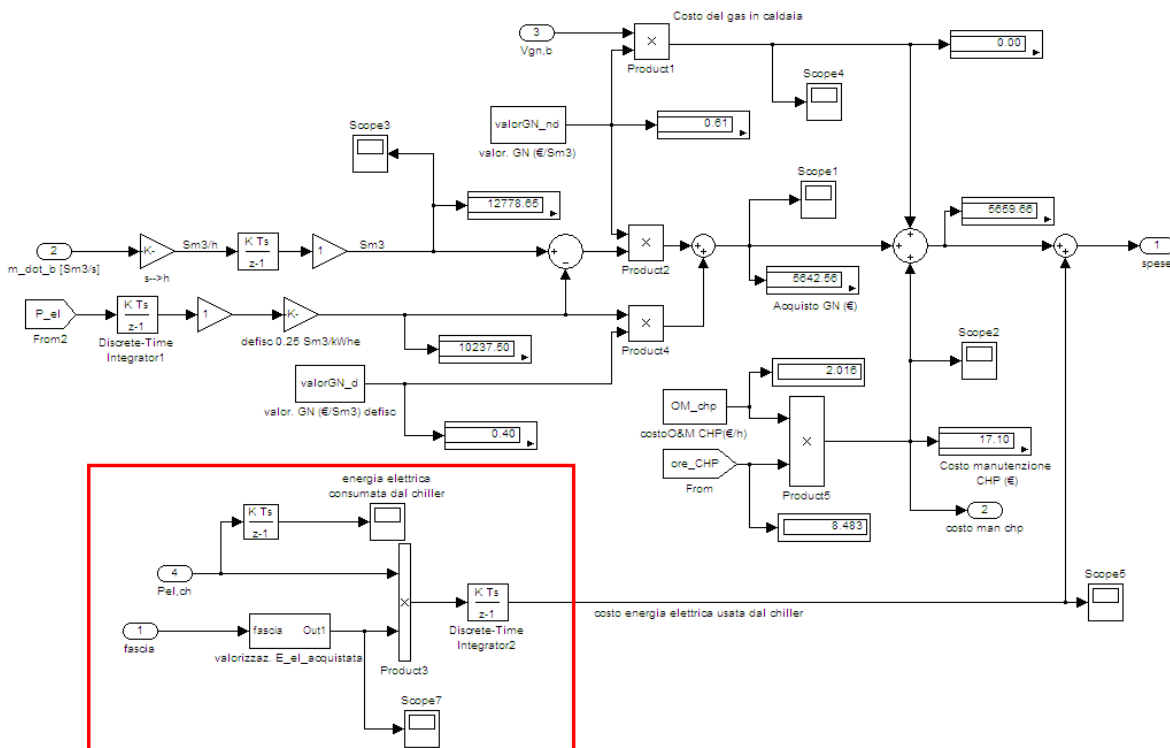 Costo del gas in caldaia
3
Vgn,b
×
Product1
0.00
Scope4
valorGN_nd
valor. GN (€/Sm3)
0.61
Scope3
Scope1
12778.65
5659.66
2
m_dot_b [Sm3/s]
K-
s-->h
Sm3/h
K Ts
z-1
1
Sm3
+
−
×
Product2
+
+
+
+
+
+
+
1
spese
5642.56
Acquisto GN (€)
P_el
From2
K Ts
z-1
Discrete-Time
Integrator1
1
K-
defisc 0.25 Sm3/kWhe
10237.50
×
Product4
Scope2
valorGN_d
valor. GN (€/Sm3) defisc
0.40
2.016
OM_chp
costoO&M CHP(€/h)
×
Product5
17.10
Costo manutenzione
CHP (€)
ore_CHP
From
8.483
2
costo man chp
energia elettrica
consumata dal chiller
K Ts
z-1
4
Pel,ch
×
Product3
K Ts
z-1
Discrete-Time
Integrator2
costo energia elettrica usata dal chiller
Scope5
1
fascia
fascia Out1
valorizzaz. E_el_acquistata
Scope7